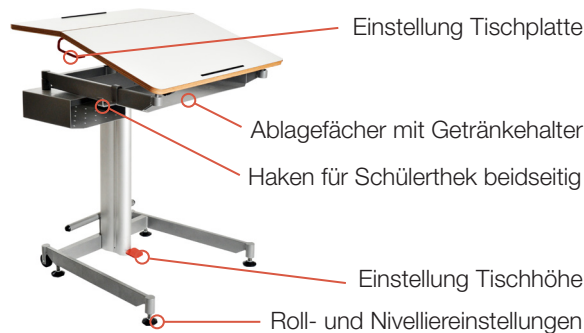 Einstellung Tischplatte
Ablagefächer mit Getränkehalter
Haken für Schülerthek beidseitig
Einstellung Tischhöhe
Roll- und Nivelliereinstellungen